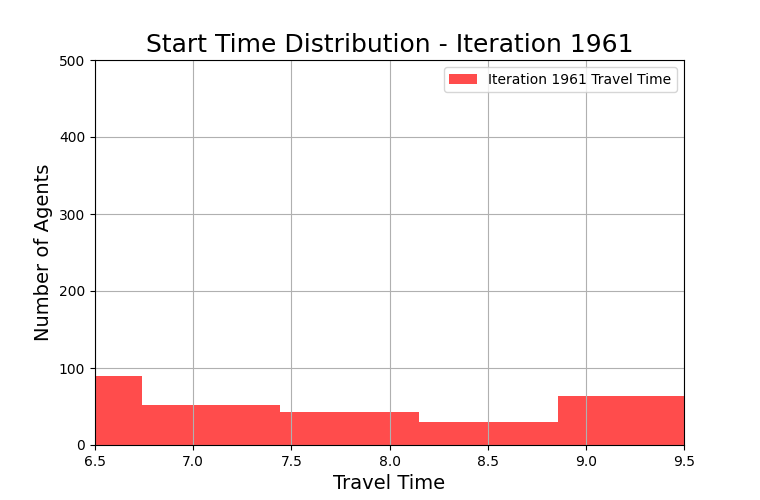 Start Time Distribution - Iteration 1961
Iteration 1961 Travel Time
Number of Agents
500
400
300
200
100
0
6.5 7.0 7.5 8.0 8.5 9.0 9.5
Travel Time